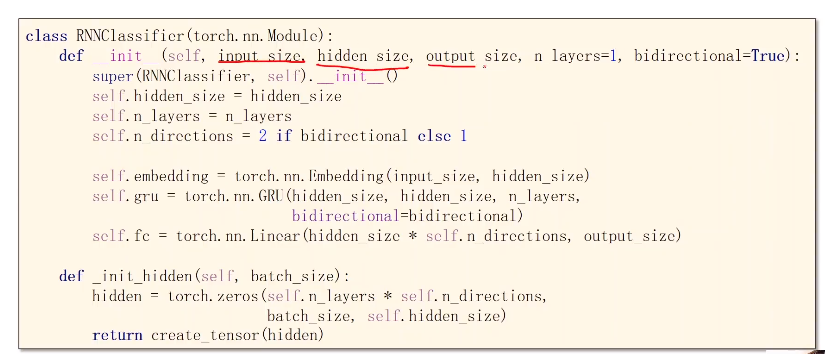 class RNNClassifier(torch.nn.Module):
    def __init__(self, input_size, hidden_size, output_size, n_layers=1, bidirectional=True):
        super(RNNClassifier, self).__init__()
        self.hidden_size = hidden_size
        self.n_layers = n_layers
        self.n_directions = 2 if bidirectional else 1

        self.embedding = torch.nn.Embedding(input_size, hidden_size)
        self.gru = torch.nn.GRU(hidden_size, hidden_size, n_layers,
                                bidirectional=bidirectional)
        self.fc = torch.nn.Linear(hidden_size * self.n_directions, output_size)

    def _init_hidden(self, batch_size):
        hidden = torch.zeros(self.n_layers * self.n_directions,
                             batch_size, self.hidden_size)
        return create_tensor(hidden)